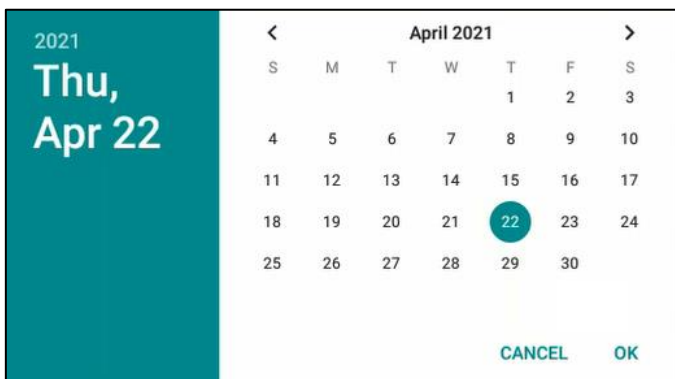 2021
Thu,
Apr 22
< April 2021 >
S M T W T F S
1 2 3
4 5 6 7 8 9 10
11 12 13 14 15 16 17
18 19 20 21 22 23 24
25 26 27 28 29 30
CANCEL OK